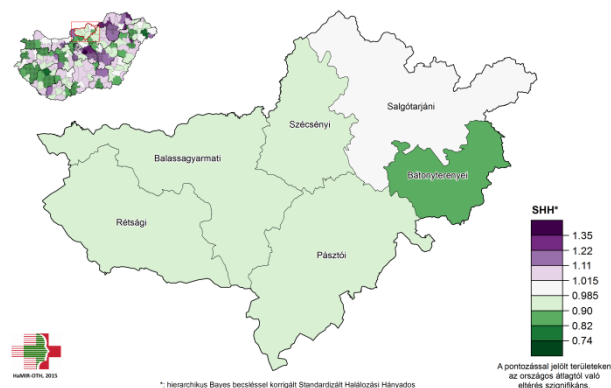 Salgótarjáni
Szécsényi
Balassagyarmati
Bátonyterenyei
Rétsági
Pásztói
SHH*
1.35
1.22
1.11
1.015
0.985
0.90
0.82
0.74
HaMIR-OTH, 2015
A pontozással jelölt területeken
az országos átlagtól való
eltérés szignifikáns.
*: hierarchikus Bayes becsléssel korrigált Standardizált Halálozási Hányados